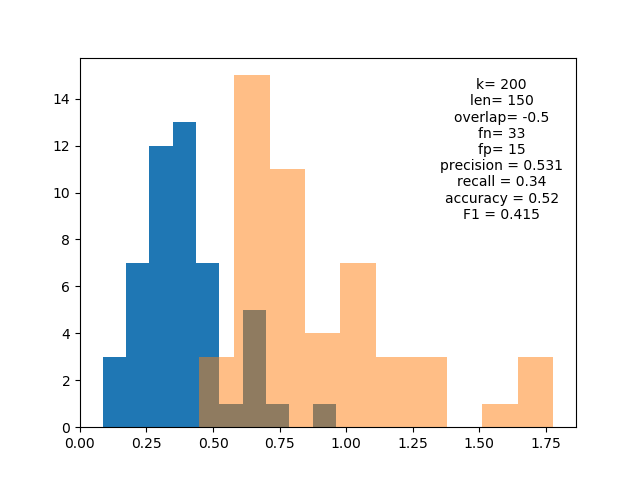 k= 200
len= 150
overlap= -0.5
fn= 33
fp= 15
precision = 0.531
recall = 0.34
accuracy = 0.52
F1 = 0.415
14
12
10
8
6
4
2
0
0.00 0.25 0.50 0.75 1.00 1.25 1.50 1.75